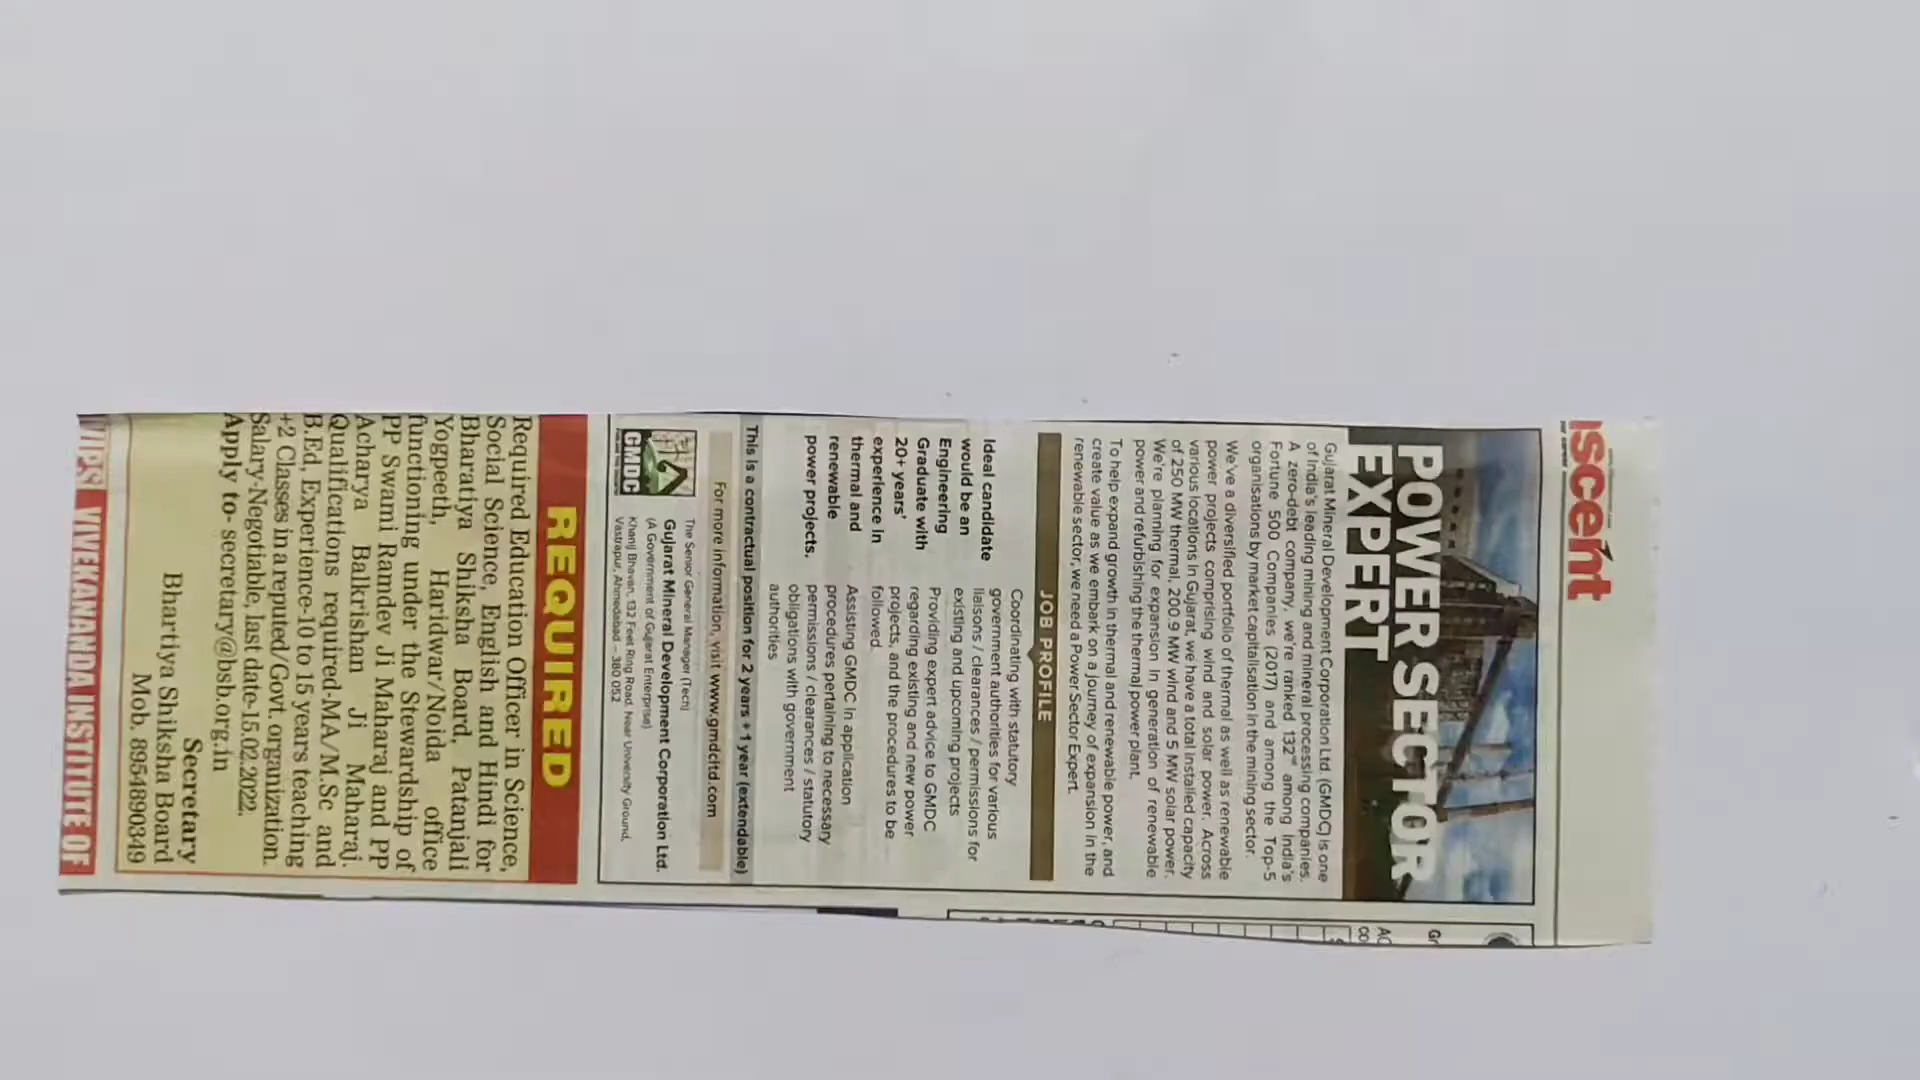 ıscent
POWER SECTOR
EXPERT
Gujarat Mineral Development Corporation Ltd. (GMDC) is one
of India's leading mining and mineral processing companies.
A zero-debt company, we're ranked 132nd among India's
Fortune 500 Companies (2017) and among the Top-5
organisations by market capitalisation in the mining sector.
We've a diversified portfolio of thermal as well as renewable
power projects comprising wind and solar power. Across
various locations in Gujarat, we have a total installed capacity
of 250 MW thermal, 200.9 MW wind and 5 MW solar power.
We're planning for expansion in generation of renewable
power and refurbishing the thermal power plant.
To help expand growth in thermal and renewable power, and
create value as we embark on a journey of expansion in the
renewable sector, we need a Power Sector Expert.
JOB PROFILE
Ideal candidate
would be an
Engineering
Graduate with
20+ years'
experience in
thermal and
renewable
power projects.
Coordinating with statutory
government authorities for various
liaisons / clearances / permissions for
existing and upcoming projects
Providing expert advice to GMDC
regarding existing and new power
projects, and the procedures to be
followed
Assisting GMDC in application
procedures pertaining to necessary
permissions / clearances / statutory
obligations with government
authorities
This is a contractual position for 2 years + 1 year (extendable)
For more information, visit www.gmdcltd.com
GMDC
The Senior General Manager (Tech)
Gujarat Mineral Development Corporation Ltd.
(A Government of Gujarat Enterprise)
Khanij Bhavan, 132 Feet Ring Road, Near University Ground,
Vastrapur, Ahmedabad – 380 052
Gr
AC
CO
REQUIRED
Required Education Officer in Science,
Social Science, English and Hindi for
Bharatiya Shiksha Board, Patanjali
Yogpeeth, Haridwar/Noida office
functioning under the Stewardship of
PP Swami Ramdev Ji Maharaj and PP
Acharya Balkrishan Ji Maharaj.
Qualifications required-MA/M.Sc and
B.Ed, Experience-10 to 15 years teaching
+2 Classes in a reputed/Govt. organization.
Salary-Negotiable, last date-15.02.2022.
Apply to- secretary@bsb.org.in
Secretary
Bhartiya Shiksha Board
Mob. 8954890349
VIPS VIVEKANANDA INSTITUTE OF